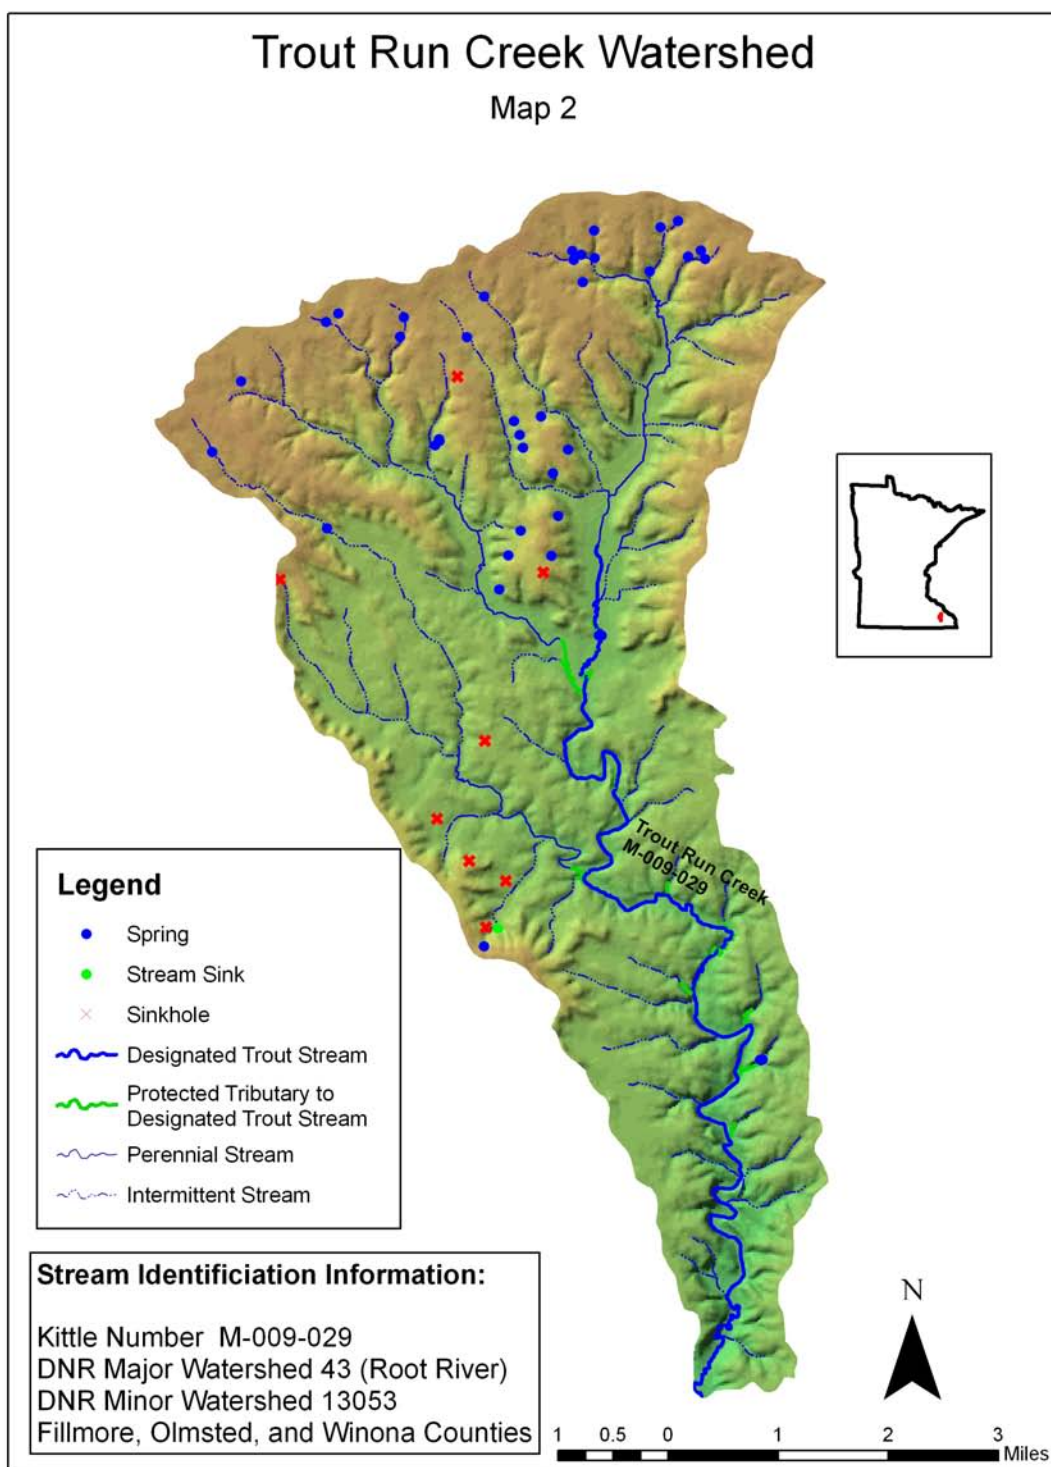 Trout Run Creek Watershed
Map 2
Trout Run Creek
M-009-029
Legend
Spring
Stream Sink
Sinkhole
Designated Trout Stream
Protected Tributary to
Designated Trout Stream
Perennial Stream
Intermittent Stream
Stream Identificiation Information:
Kittle Number M-009-029
DNR Major Watershed 43 (Root River)
DNR Minor Watershed 13053
Fillmore, Olmsted, and Winona Counties
N
1 0.5 0 1 2 3
Miles